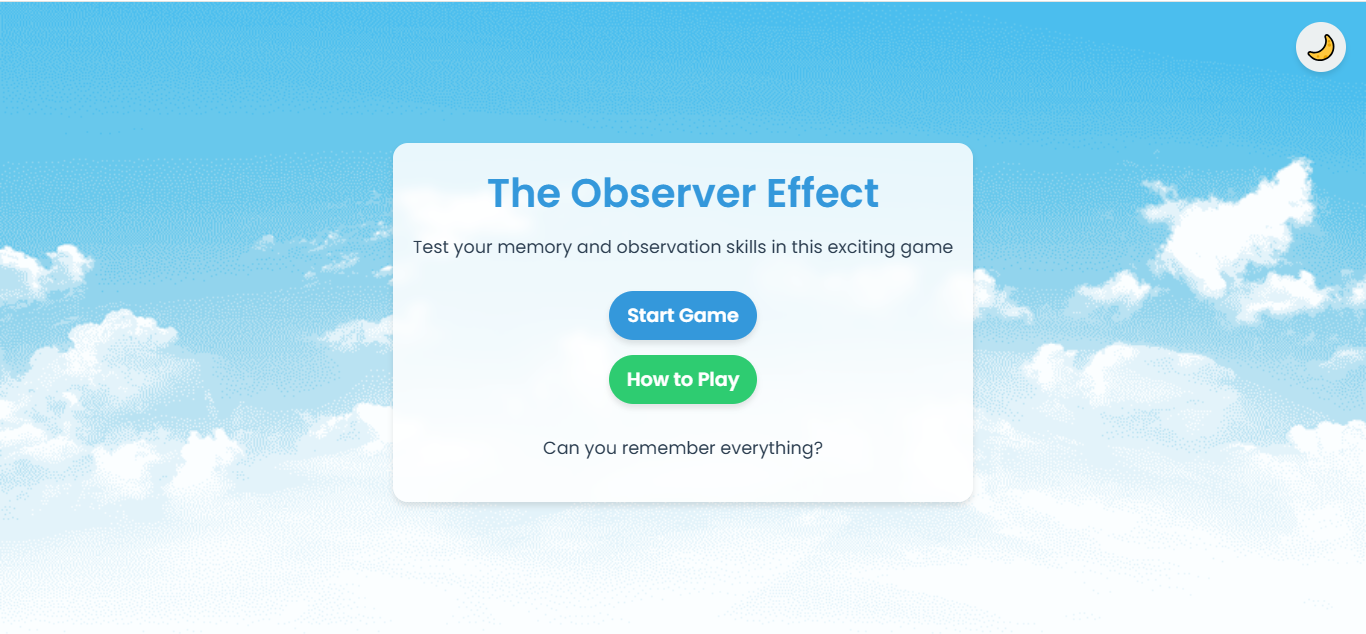 The Observer Effect
Test your memory and observation skills in this exciting game
Start Game
How to Play
Can you remember everything?